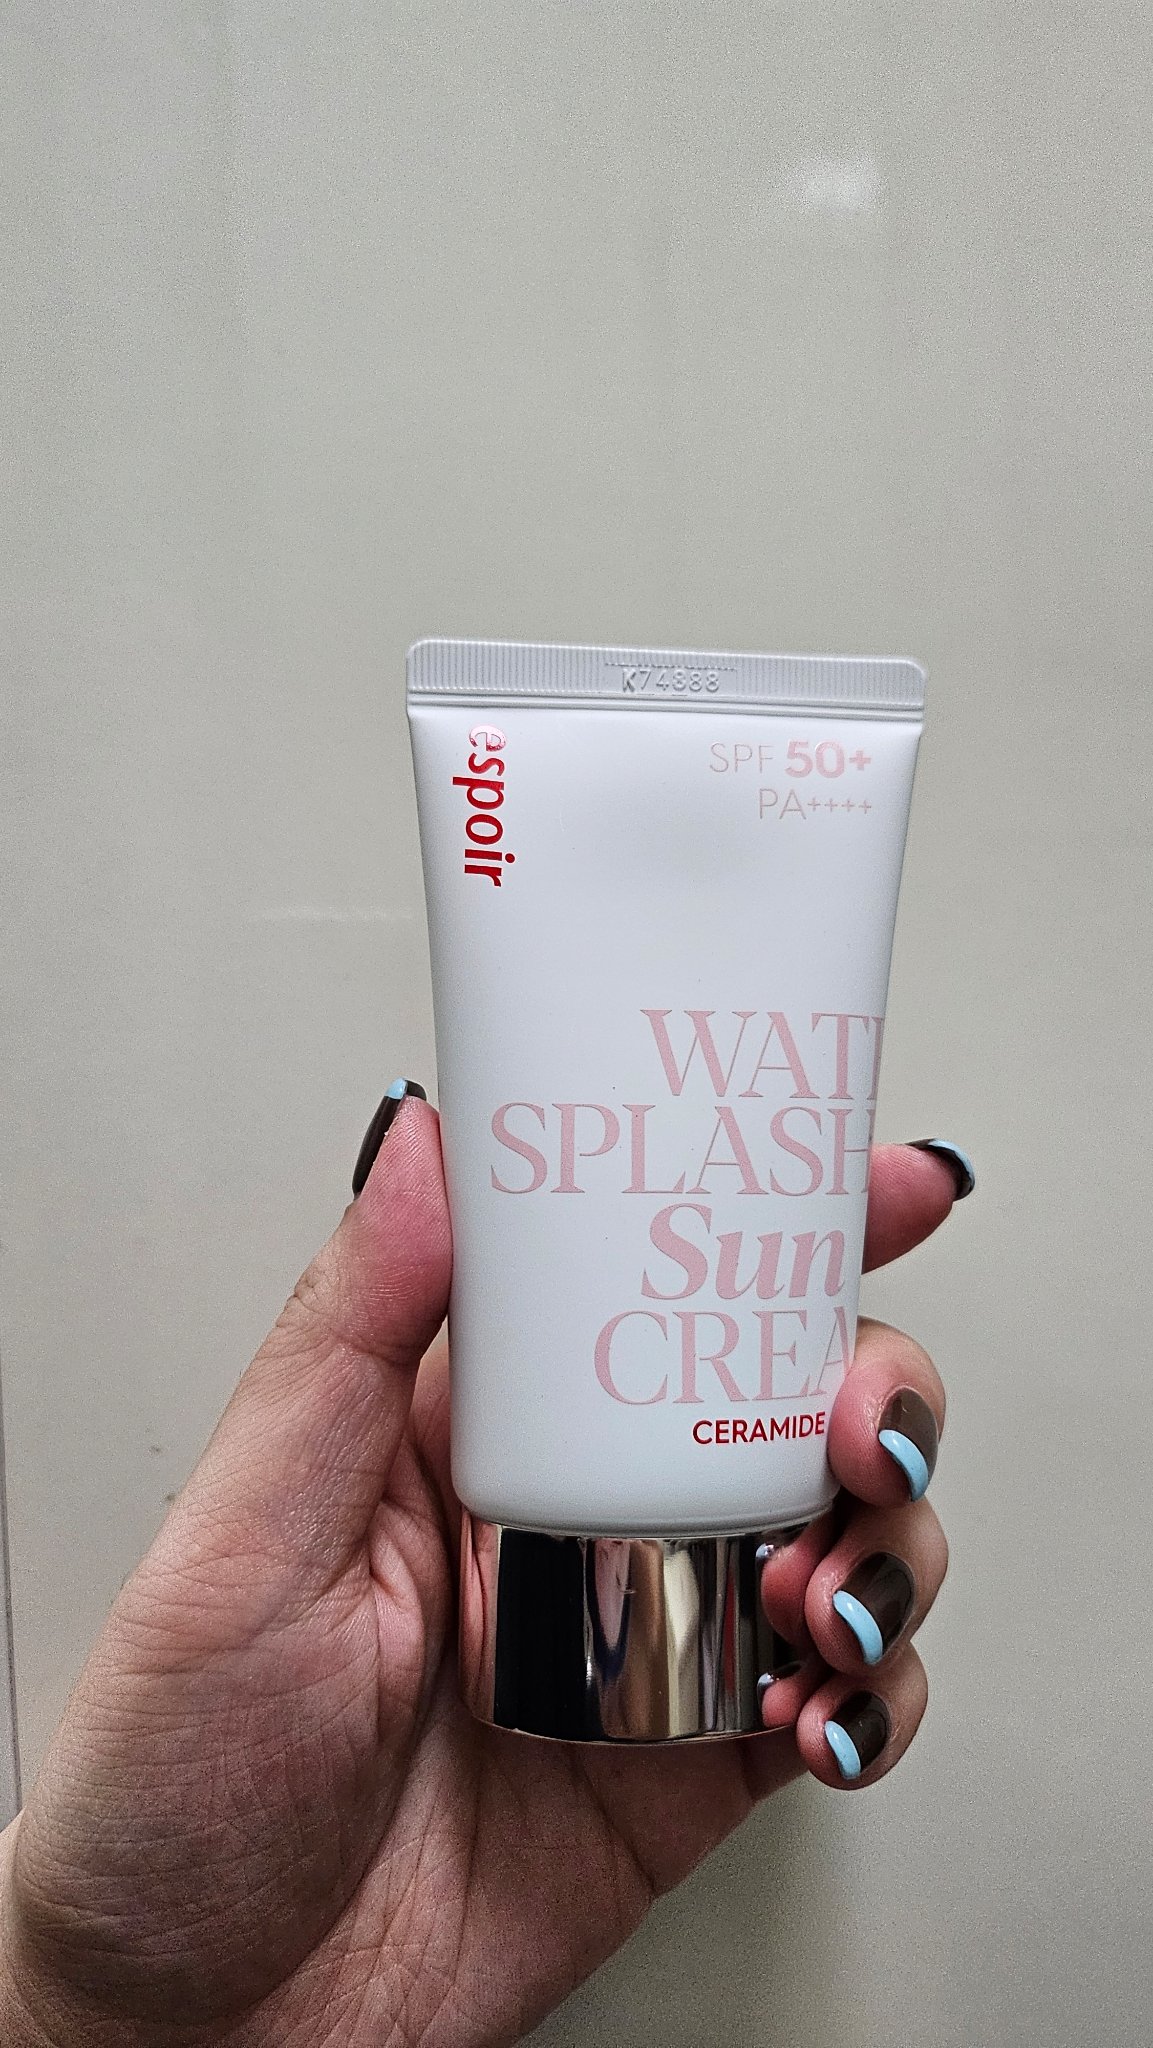 K74888
espoir
SPF 50+
PA++++
WAT
SPLASH
Sun
CREA
CERAMIDE